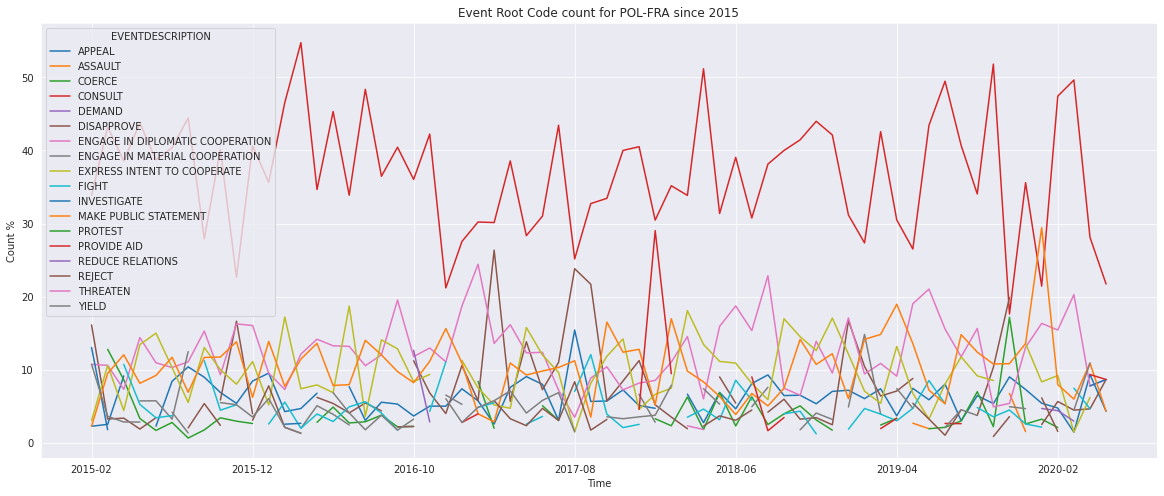 Event Root Code count for POL-FRA since 2015
EVENTDESCRIPTION
APPEAL
ASSAULT
COERCE
CONSULT
DEMAND
DISAPPROVE
ENGAGE IN DIPLOMATIC COOPERATION
ENGAGE IN MATERIAL COOPERATION
EXPRESS INTENT TO COOPERATE
FIGHT
INVESTIGATE
MAKE PUBLIC STATEMENT
PROTEST
PROVIDE AID
REDUCE RELATIONS
REJECT
THREATEN
YIELD
Count %
50
40
30
20
10
0
2015-02 2015-12 2016-10 2017-08 2018-06 2019-04 2020-02
Time